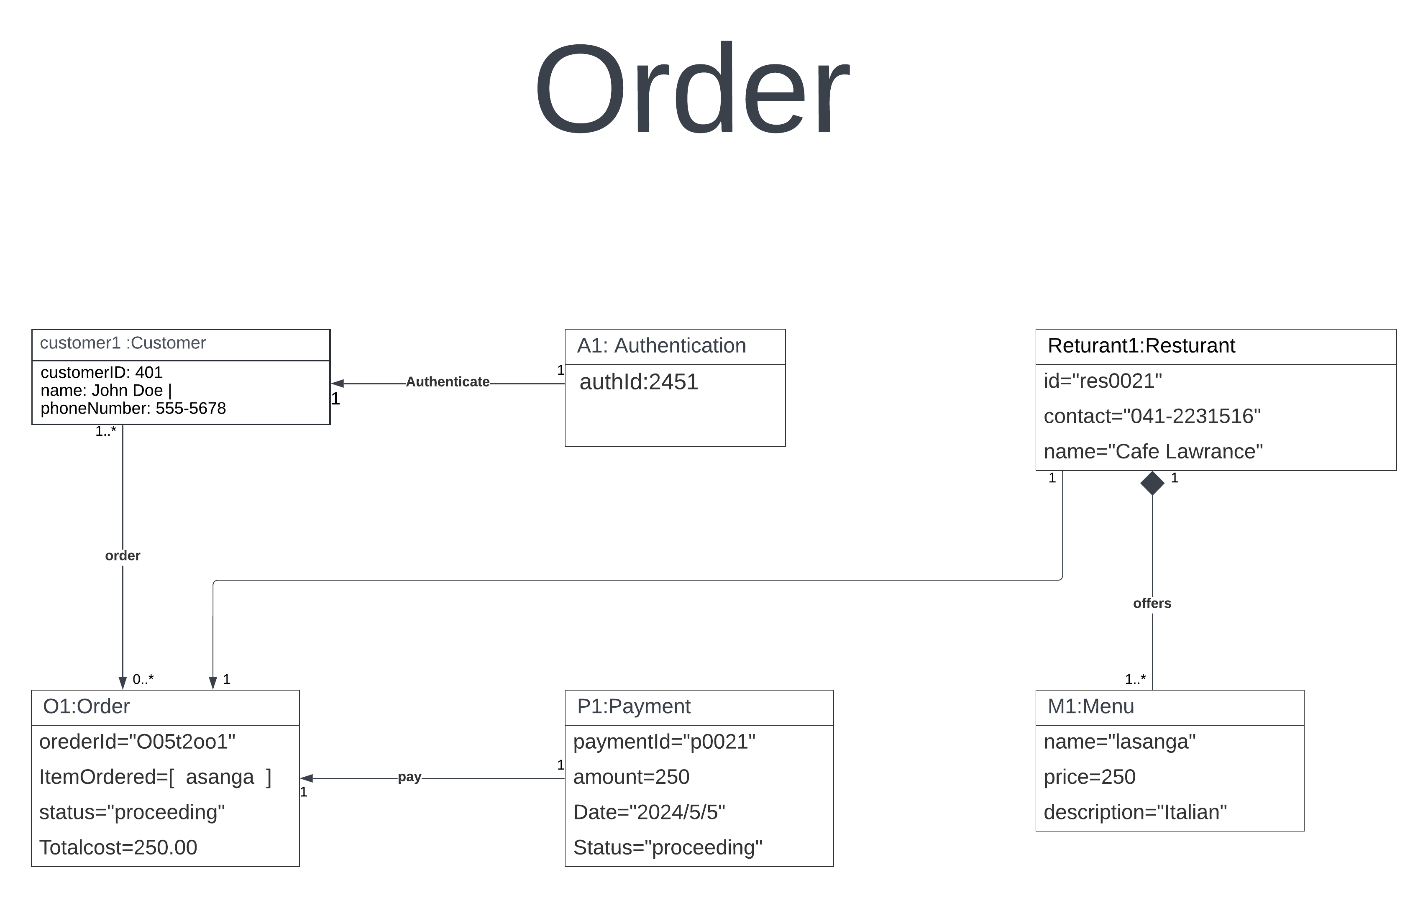 Order
customer1 :Customer
customerID: 401
name: John Doe |
phoneNumber: 555-5678
A1: Authentication
authId:2451
Returant1:Resturant
id="res0021"
contact="041-2231516"
name="Cafe Lawrance"
1
Authenticate
1
1..*
1
1
order
offers
0..*
1
1..*
O1:Order
orederId="O05t2oo1"
ItemOrdered=[ asanga ]
status="proceeding"
Totalcost=250.00
1
pay
1
P1:Payment
paymentId="p0021"
amount=250
Date="2024/5/5"
Status="proceeding"
M1:Menu
name="lasanga"
price=250
description="Italian"